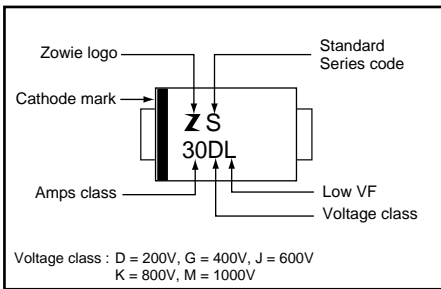 Zowie logo
Standard
Series code
Cathode mark
Z S
30DL
Amps class
Low VF
Voltage class
Voltage class : D = 200V, G = 400V, J = 600V
K = 800V, M = 1000V